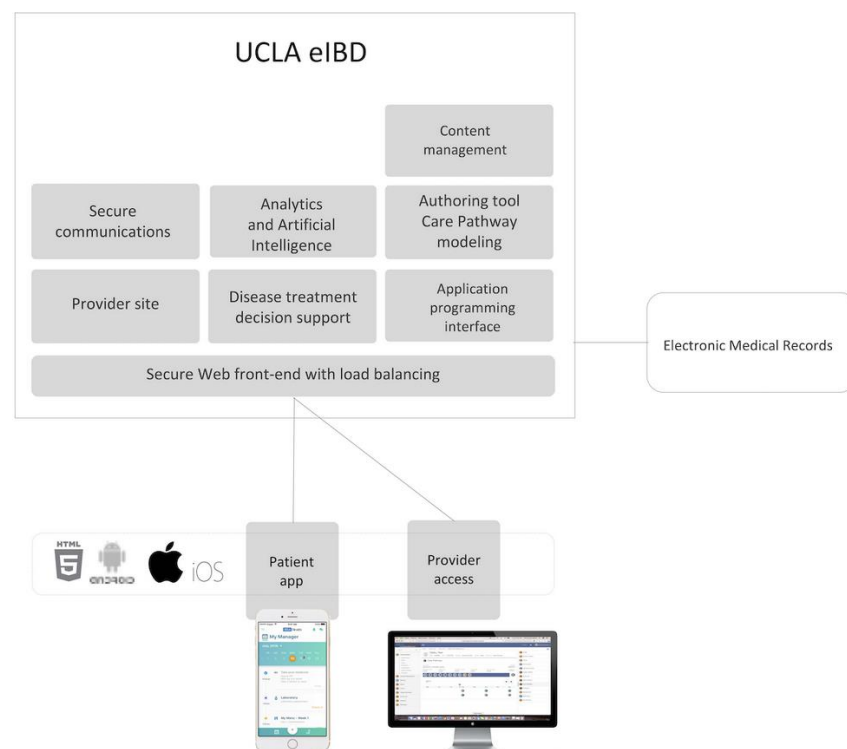 UCLA eIBD
Content
management
Secure
communications
Analytics
and Artificial
Intelligence
Authoring tool
Care Pathway
modeling
Provider site
Disease treatment
decision support
Application
programming
interface
Secure Web front-end with load balancing
Electronic Medical Records
HTML
5
ANDROID
iOS
Patient
app
Provider
access
My Manager
Laboratory